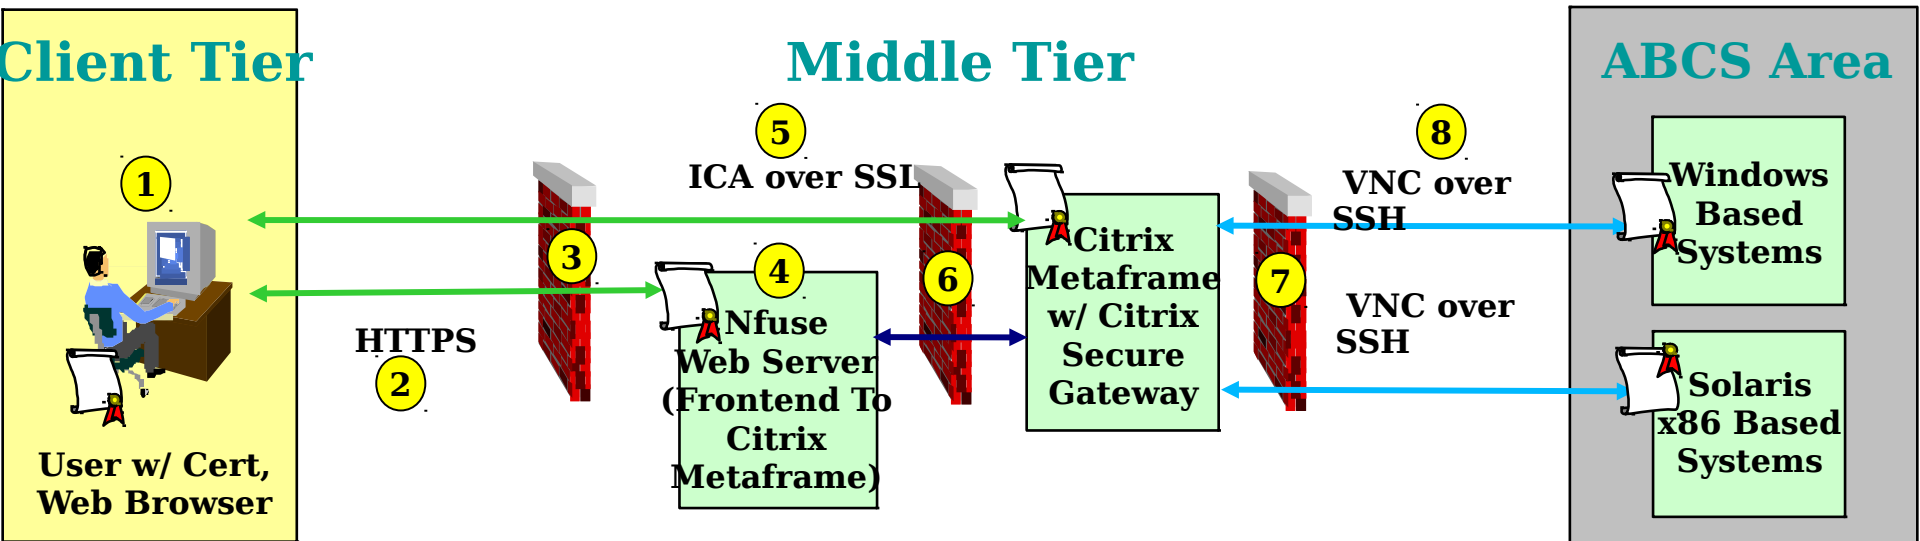 Client Tier
Middle Tier
ABCS Area
1
User w/ Cert,
Web Browser
HTTPS
2
3
5
ICA over SSL
4
Nfuse
Web Server
(Frontend To
Citrix
Metaframe)
6
Citrix
Metaframe
w/ Citrix
Secure
Gateway
7
8
VNC over
SSH
VNC over
SSH
Windows
Based
Systems
Solaris
x86 Based
Systems